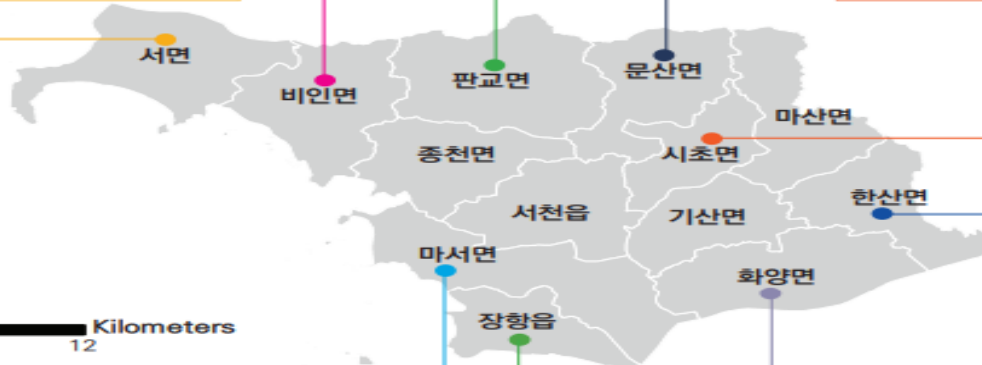 서면
비인면
판교면
문산면
마산면
종천면
시초면
한산면
서천읍
기산면
마서면
화양면
장항읍
Kilometers
12